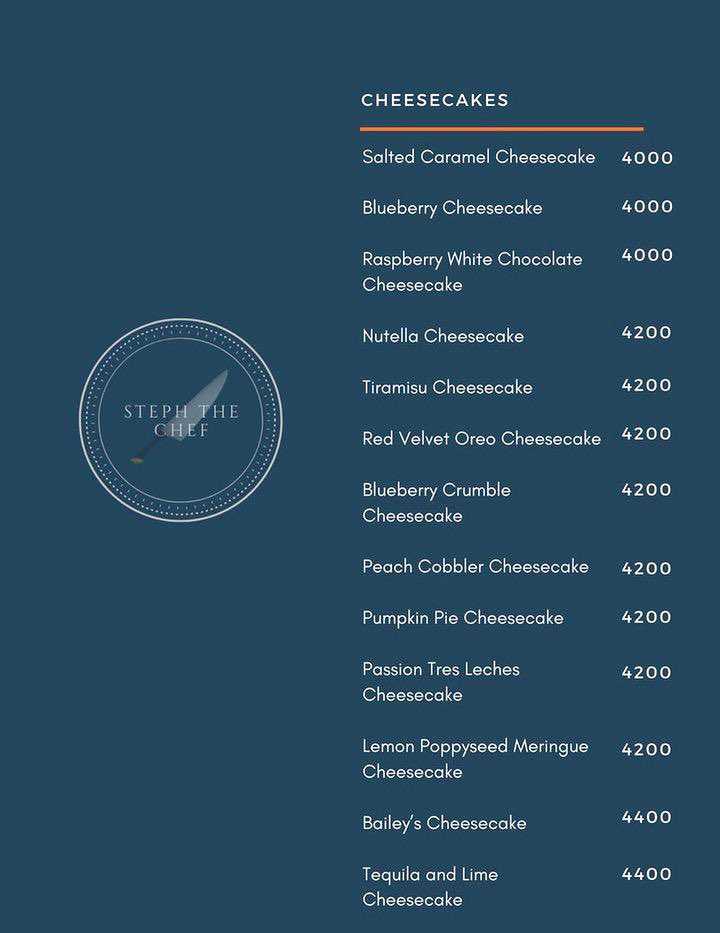 CHEESECAKES
Salted Caramel Cheesecake 4000
Blueberry Cheesecake 4000
Raspberry White Chocolate 4000
Cheesecake
Nutella Cheesecake 4200
Tiramisu Cheesecake 4200
Red Velvet Oreo Cheesecake 4200
Blueberry Crumble 4200
Cheesecake
Peach Cobbler Cheesecake 4200
Pumpkin Pie Cheesecake 4200
Passion Tres Leches 4200
Cheesecake
Lemon Poppyseed Meringue 4200
Cheesecake
Bailey's Cheesecake 4400
Tequila and Lime 4400
Cheesecake
STEPH THE
CHEF